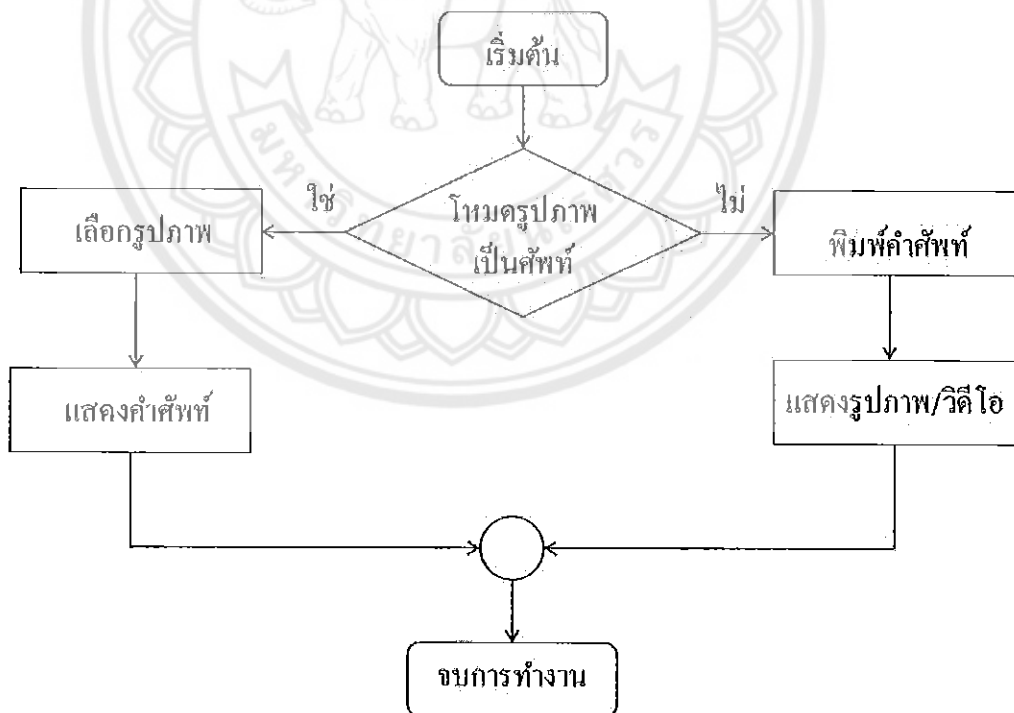 เริ่มต้น
โหมดรูปภาพ
เป็นศัพท์
ใช่
ไม่
เลือกรูปภาพ
พิมพ์คำศัพท์
แสดงคำศัพท์
แสดงรูปภาพ/วิดีโอ
จบการทำงาน